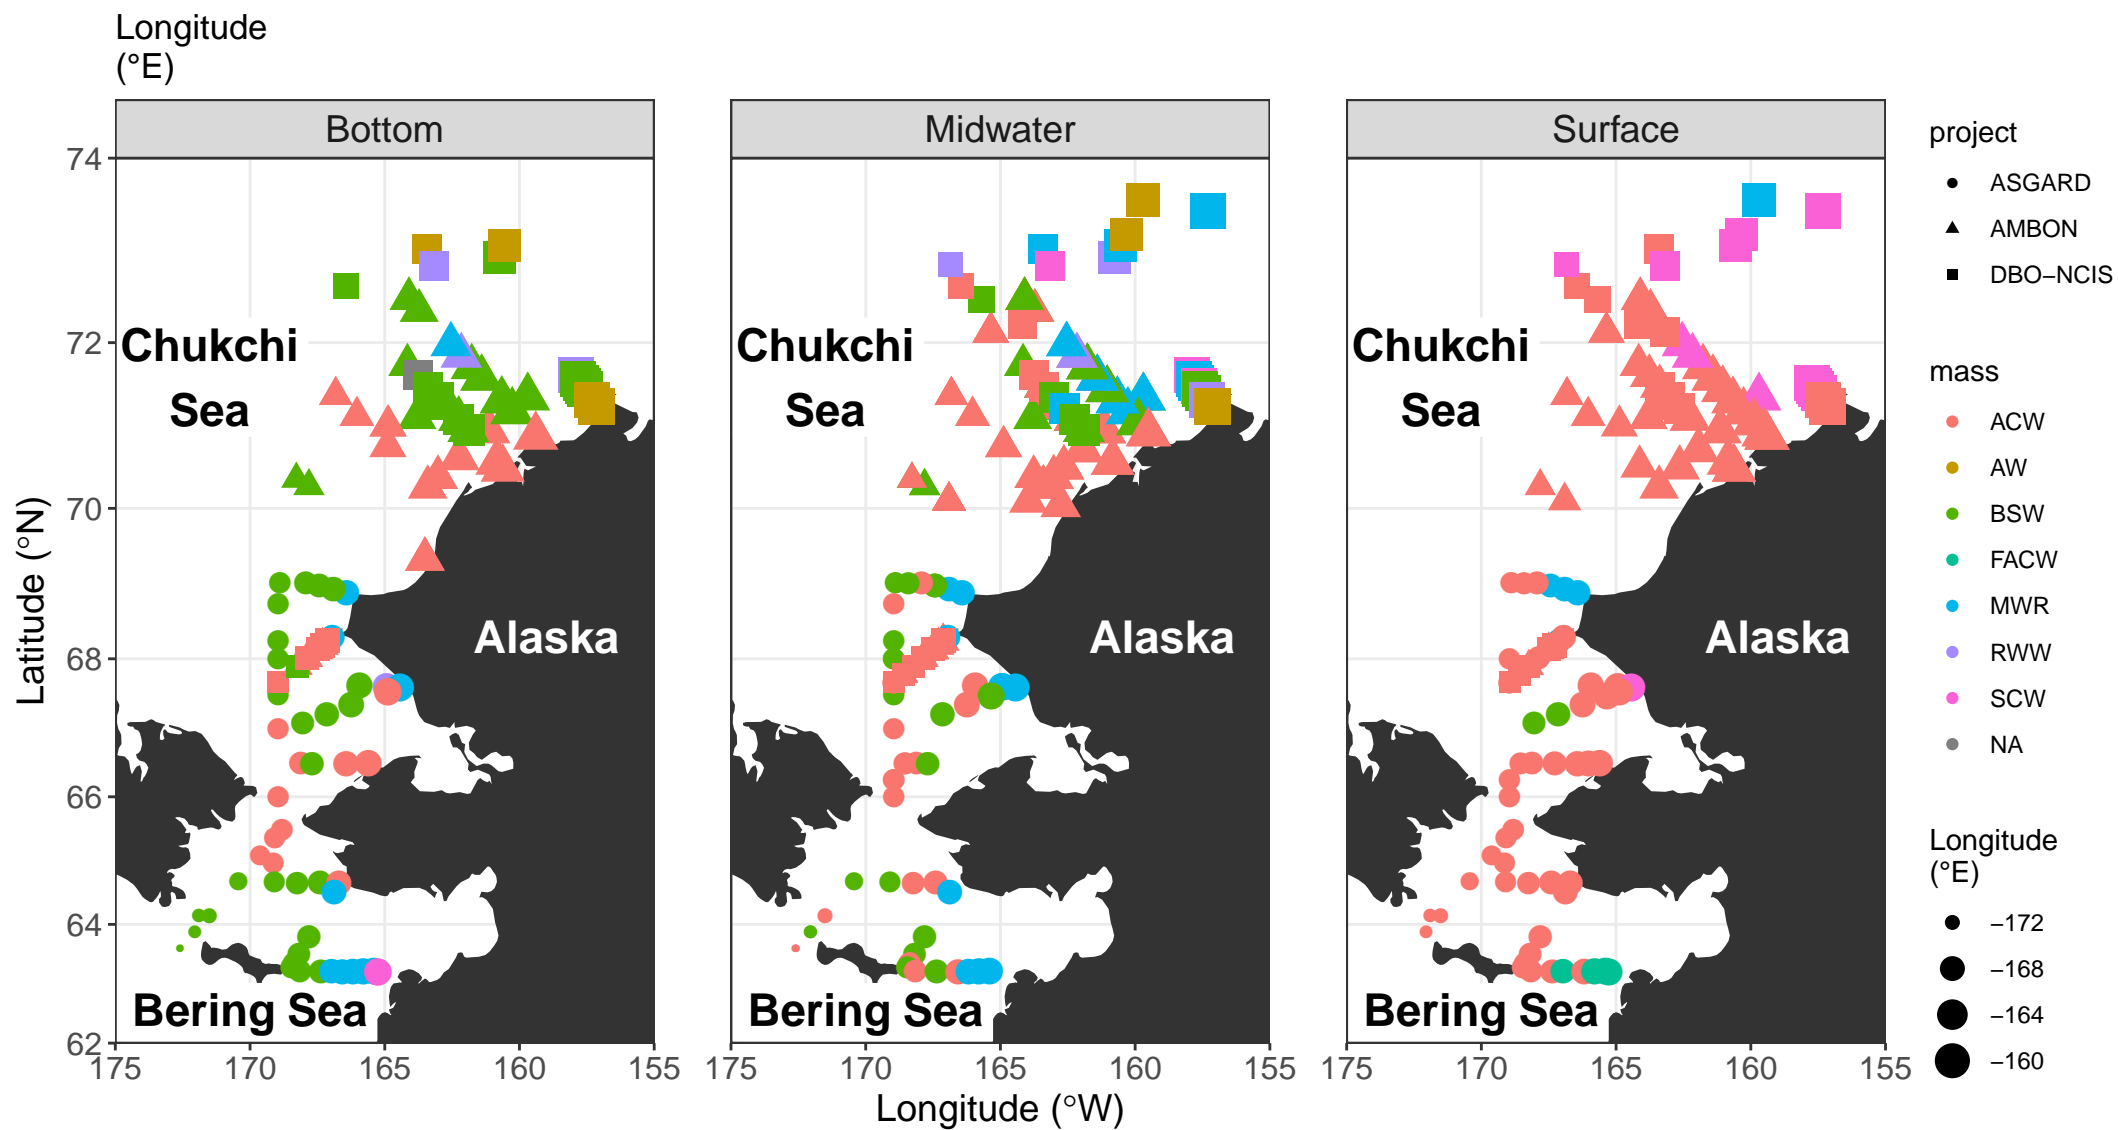 Longitude
(°E)
Bottom
Midwater
Surface
74
72
70
68
66
64
62
Latitude (°N)
Chukchi
Sea
Alaska
Bering Sea
Chukchi
Sea
Alaska
Bering Sea
Chukchi
Sea
Alaska
Bering Sea
175
170
165
160
155
175
170
165
160
155
175
170
165
160
155
Longitude (°W)
project
ASGARD
AMBON
DBO−NCIS
mass
ACW
AW
BSW
FACW
MWR
RWW
SCW
NA
Longitude
(°E)
−172
−168
−164
−160